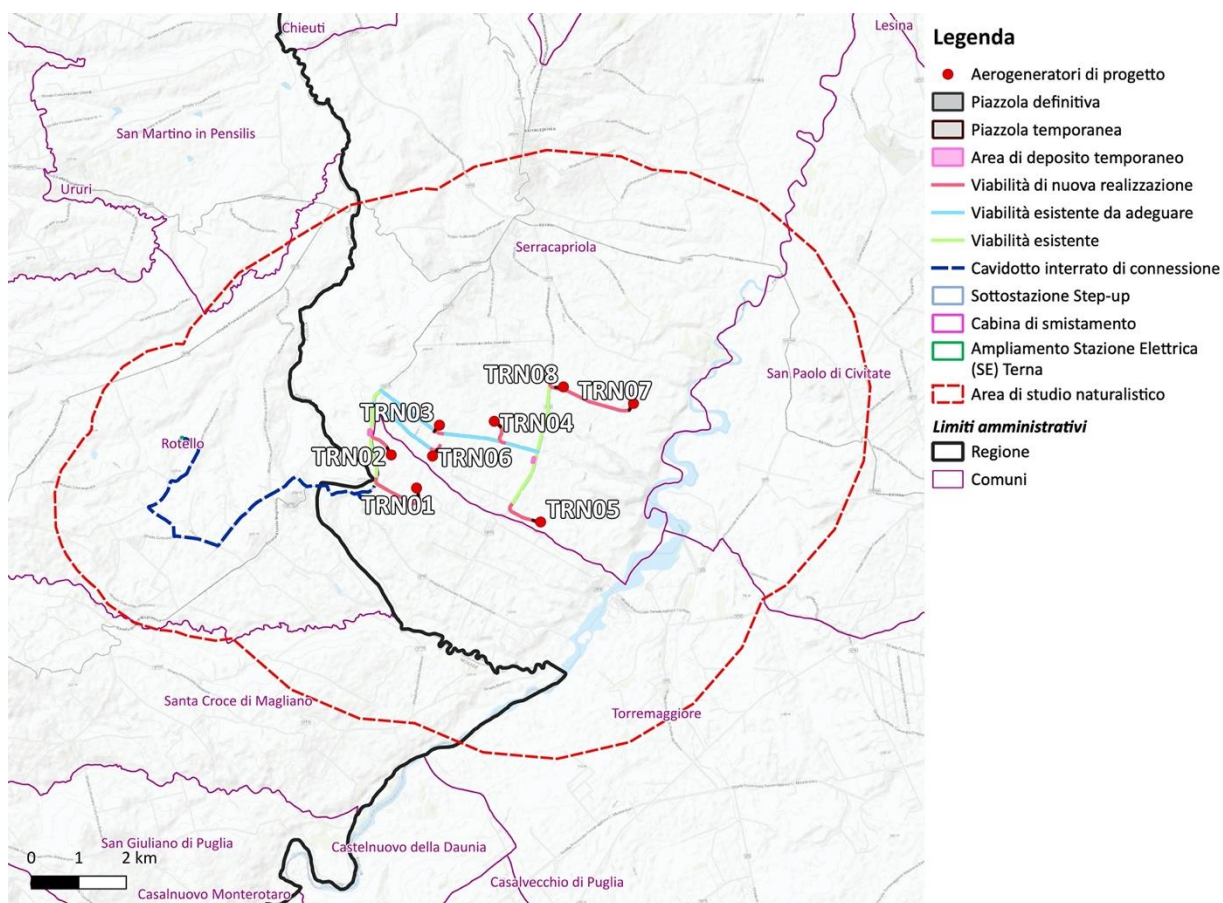 Chieuti
Lesina
San Martino in Pensilis
Ururi
Serracapriola
San Paolo di Civitate
TRN08
TRN07
TRN03
TRN04
Rotello
TRN02
TRN06
TRN01
TRN05
Santa Croce di Magliano
Torremaggiore
San Giuliano di Puglia
Castelnuovo della Daunia
Casalvecchio di Puglia
Casalnuovo Monterotaro
0 1 2 km
Legenda
Aerogeneratori di progetto
Piazzola definitiva
Piazzola temporanea
Area di deposito temporaneo
Viabilità di nuova realizzazione
Viabilità esistente da adeguare
Viabilità esistente
Cavidotto interrato di connessione
Sottostazione Step-up
Cabina di smistamento
Ampliamento Stazione Elettrica
(SE) Terna
Area di studio naturalistico
Limiti amministrativi
Regione
Comuni